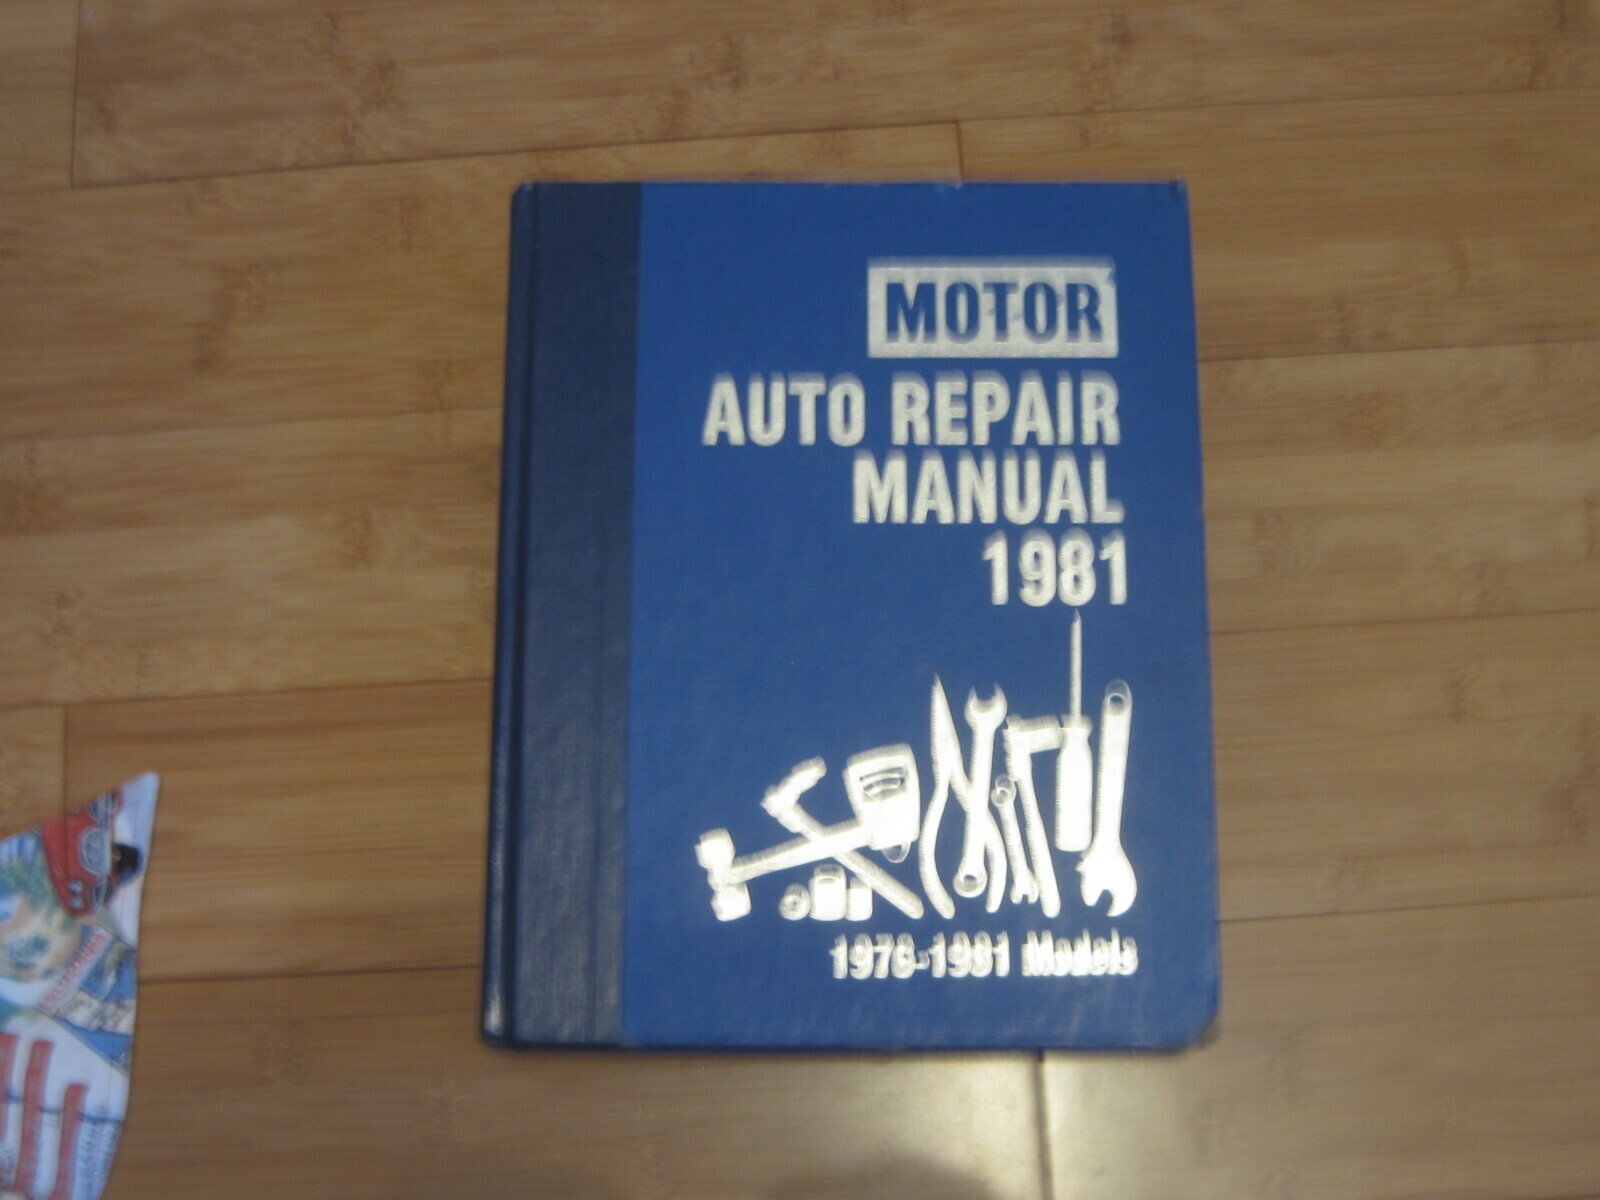 MOTOR
AUTO REPAIR
MANUAL
1981
1976-1981 Models